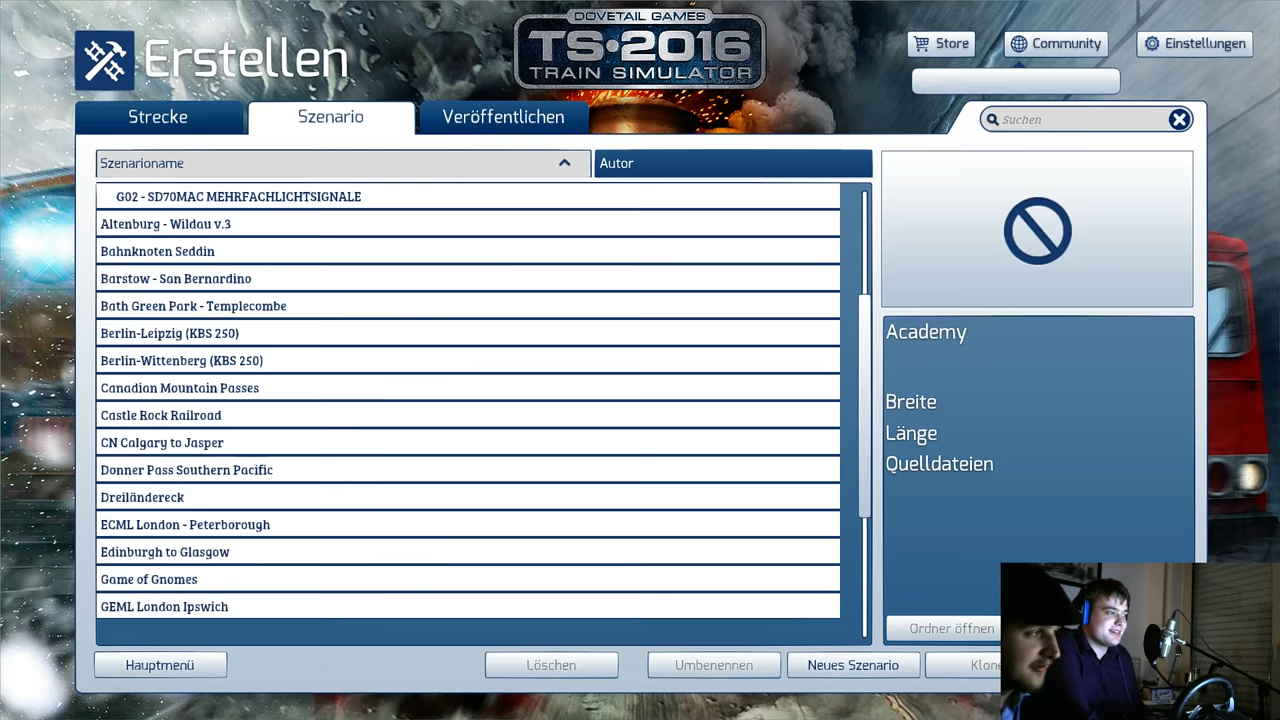 DOVETAIL GAMES
TS•2016
TRAIN SIMULATOR
Erstellen
Store
Community
Einstellungen
Strecke
Szenario
Veröffentlichen
Suchen
Szenarioname
Autor
G02 - SD70MAC MEHRFACHLICHTSIGNALE
Altenburg - Wildau v.3
Bahnknoten Seddin
Barstow - San Bernardino
Bath Green Park - Templecombe
Berlin-Leipzig (KBS 250)
Berlin-Wittenberg (KBS 250)
Canadian Mountain Passes
Castle Rock Railroad
CN Calgary to Jasper
Donner Pass Southern Pacific
Dreiländereck
ECML London - Peterborough
Edinburgh to Glasgow
Game of Gnomes
GEML London Ipswich
Academy
Breite
Länge
Quelldateien
Ordner öffnen
Hauptmenü
Löschen
Umbenennen
Neues Szenario
Klone